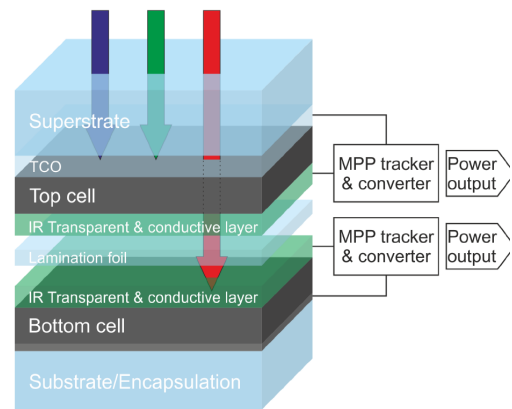 Superstrate
TCO
Top cell
IR Transparent & conductive layer
Lamination foil
IR Transparent & conductive layer
Bottom cell
Substrate/Encapsulation
MPP tracker
& converter
Power
output
MPP tracker
& converter
Power
output